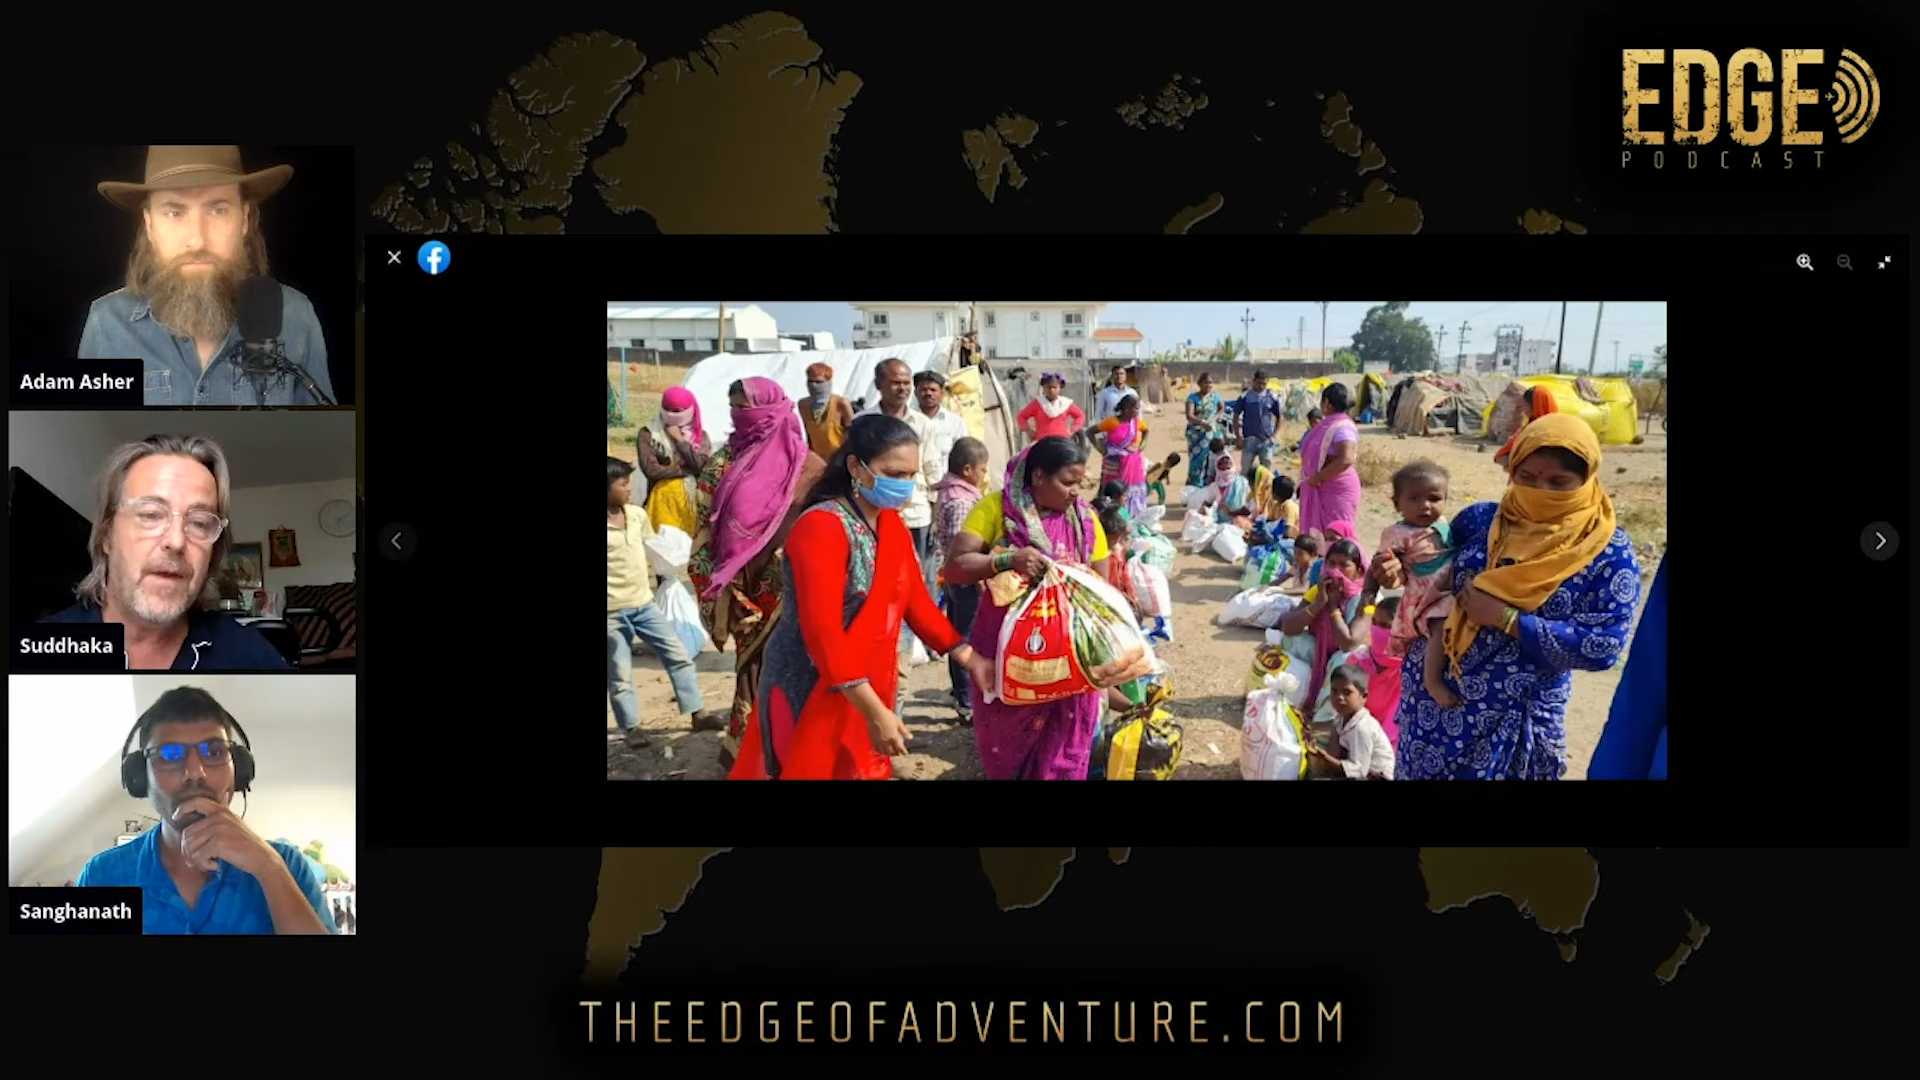 EDGE
PODCAST
Adam Asher
Suddhaka
Sanghanath
THEEDGEOFADVENTURE.COM